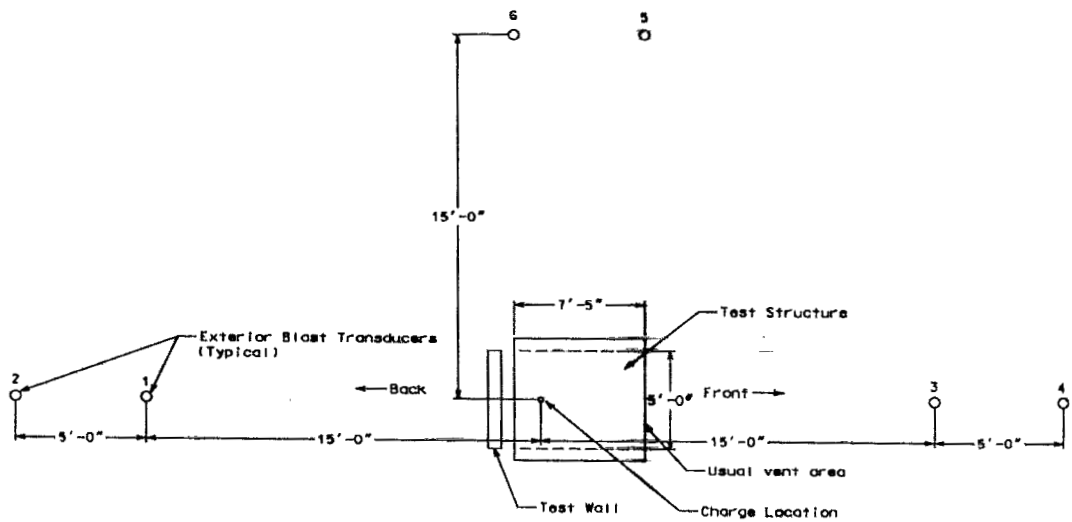 6
5
15'-0"
7'-5"
Test Structure
Exterior Blast Transducers
(Typical)
2
1
Back
5'-0"
Front
3
4
5'-0"
15'-0"
15'-0"
5'-0"
Usual vent area
Test Wall
Charge Location